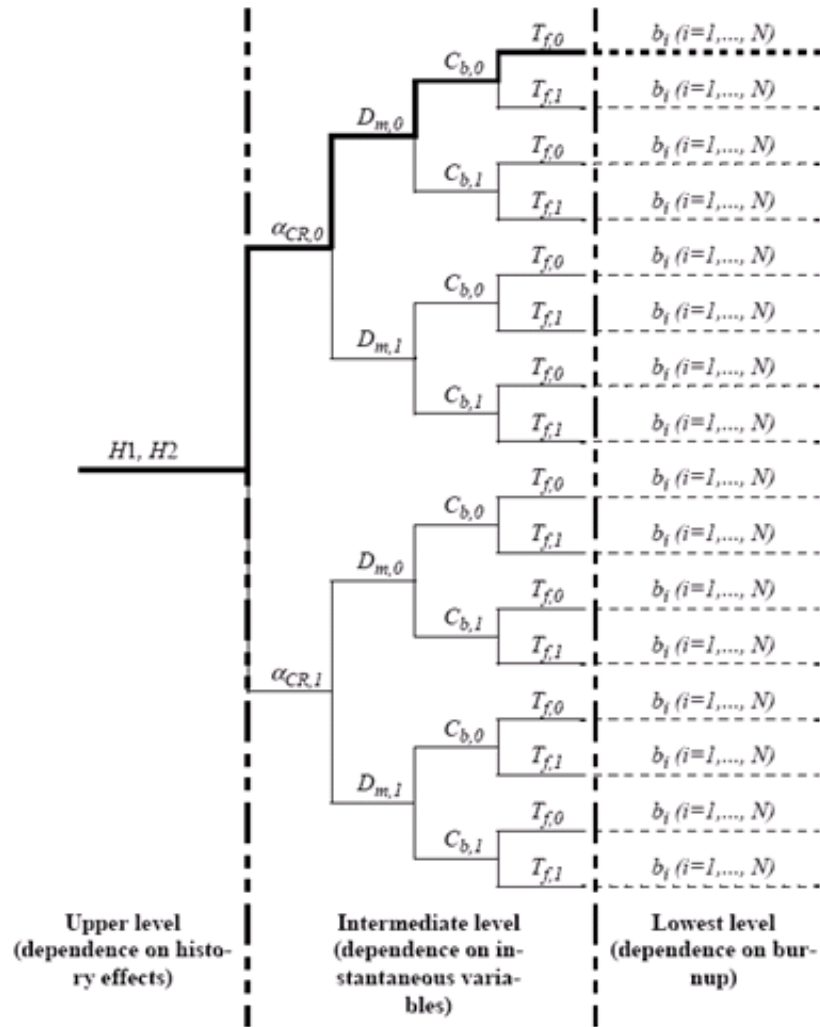 T_{f,0} b_i (i=1,..., N)
C_{b,0}
T_{f,1} b_i (i=1,..., N)
D_{m,0}
T_{f,0} b_i (i=1,..., N)
C_{b,1}
T_{f,1} b_i (i=1,..., N)
α_{CR,0}
T_{f,0} b_i (i=1,..., N)
C_{b,0}
T_{f,1} b_i (i=1,..., N)
D_{m,1}
T_{f,0} b_i (i=1,..., N)
C_{b,1}
T_{f,1} b_i (i=1,..., N)
H1, H2
T_{f,0} b_i (i=1,..., N)
C_{b,0}
T_{f,1} b_i (i=1,..., N)
D_{m,0}
T_{f,0} b_i (i=1,..., N)
C_{b,1}
T_{f,1} b_i (i=1,..., N)
α_{CR,1}
T_{f,0} b_i (i=1,..., N)
C_{b,0}
T_{f,1} b_i (i=1,..., N)
D_{m,1}
T_{f,0} b_i (i=1,..., N)
C_{b,1}
T_{f,1} b_i (i=1,..., N)
Upper level
(dependence on histo-
ry effects)
Intermediate level
(dependence on in-
stantaneous varia-
bles)
Lowest level
(dependence on bur-
nup)